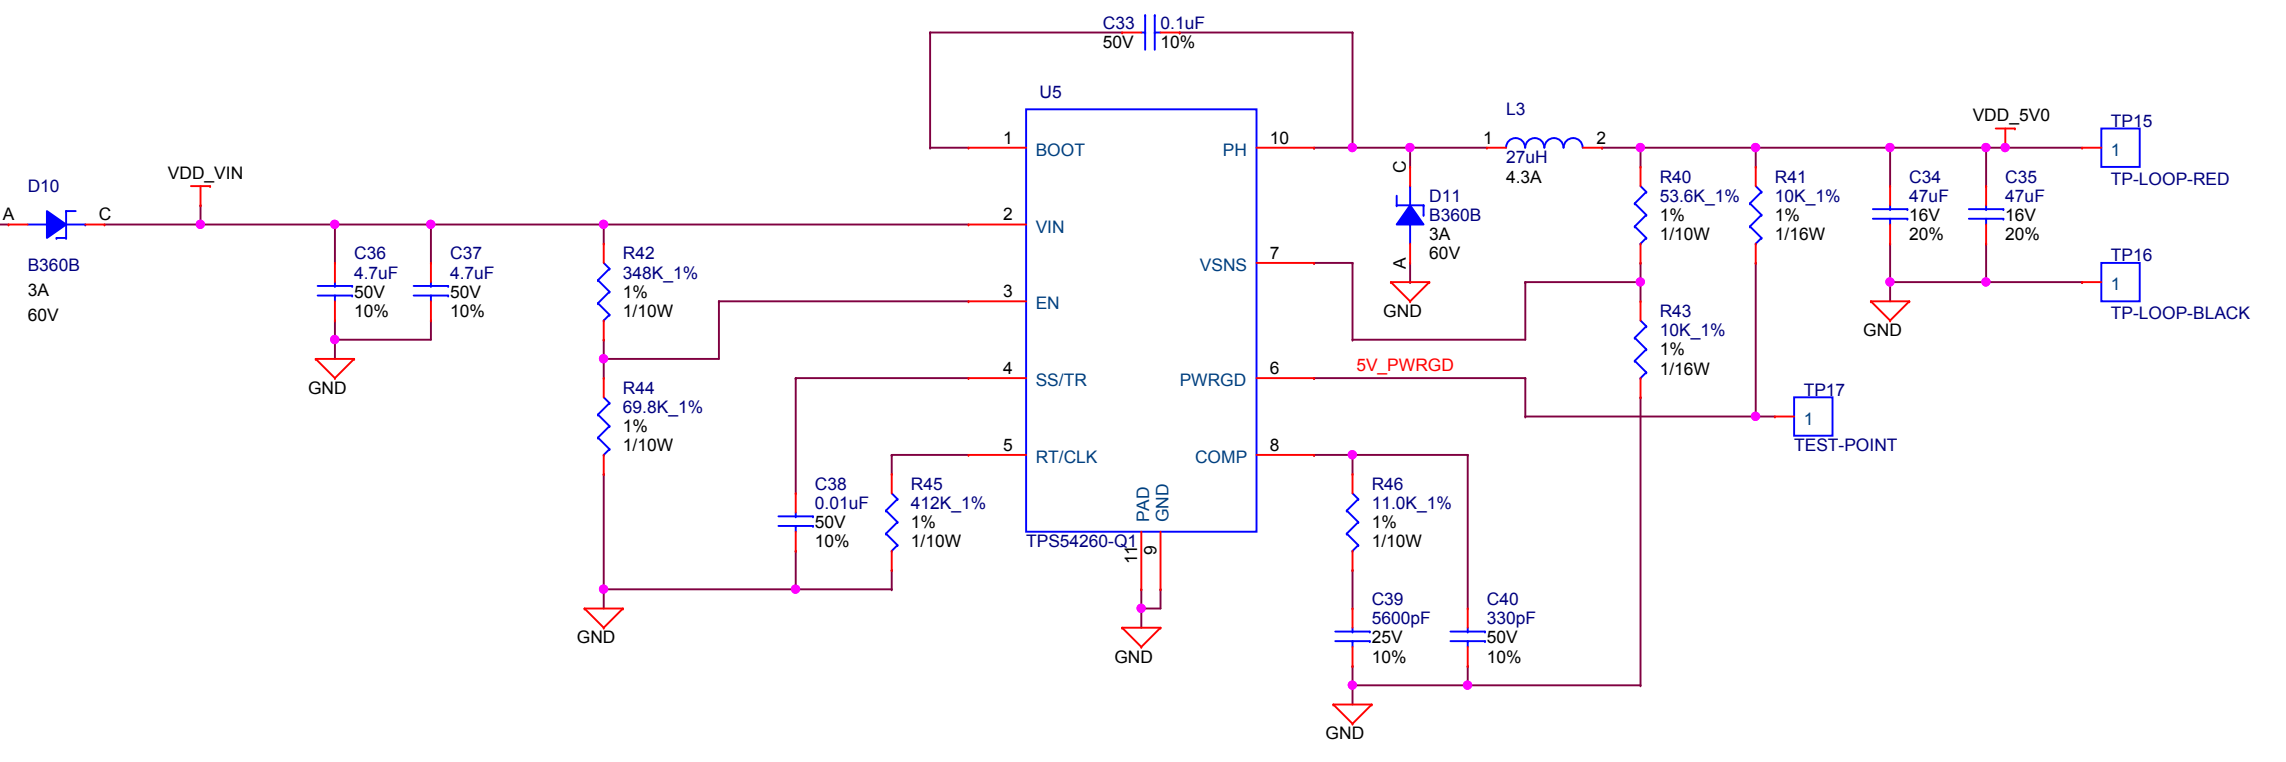 C33
50V
0.1uF
10%
U5
1
BOOT
2
VIN
3
EN
4
SS/TR
5
RT/CLK
PH
10
VSNS
7
PWRGD
6
COMP
8
PAD
GND
11
9
TPS54260-Q1
GND
A
D10
C
B360B
3A
60V
VDD_VIN
C36
4.7uF
50V
10%
C37
4.7uF
50V
10%
GND
R42
348K_1%
1%
1/10W
R44
69.8K_1%
1%
1/10W
GND
C38
0.01uF
50V
10%
R45
412K_1%
1%
1/10W
C
D11
B360B
3A
60V
A
GND
L3
1
2
27uH
4.3A
R40
53.6K_1%
1%
1/10W
R41
10K_1%
1%
1/16W
R43
10K_1%
1%
1/16W
5V_PWRGD
R46
11.0K_1%
1%
1/10W
C39
5600pF
25V
10%
C40
330pF
50V
10%
GND
C34
47uF
16V
20%
C35
47uF
16V
20%
GND
VDD_5V0
TP15
1
TP-LOOP-RED
TP16
1
TP-LOOP-BLACK
TP17
1
TEST-POINT